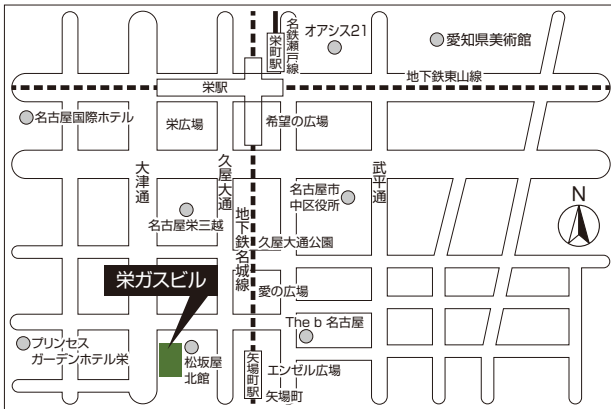 名鉄瀬戸線
栄町駅
オアシス21
愛知県美術館
地下鉄東山線
栄駅
名古屋国際ホテル
栄広場
希望の広場
大津通
久屋大通
武平通
名古屋市
中区役所
名古屋栄三越
地下鉄名城線
久屋大通公園
N
栄ガスビル
愛の広場
The b 名古屋
プリンセス
ガーデンホテル栄
松坂屋
北館
矢場町駅
エンゼル広場
矢場町